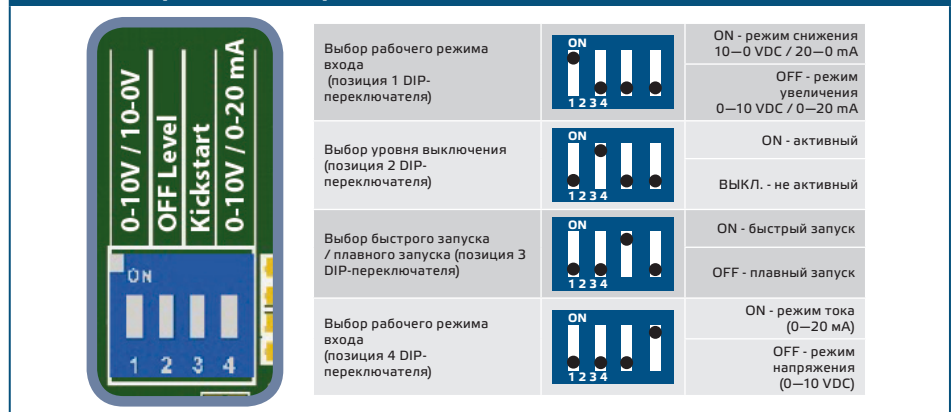 0-10V / 10-0V
OFF Level
Kickstart
0-10V / 0-20 mA
ON
1 2 3 4
Выбор рабочего режима
входа
(позиция 1 DIP-
переключателя)
ON
1 2 3 4
ON - режим снижения
10—0 VDC / 20—0 mA
OFF - режим
увеличения
0—10 VDC / 0—20 mA
Выбор уровня выключения
(позиция 2 DIP-
переключателя)
ON
1 2 3 4
ON - активный
ВЫКЛ. - не активный
Выбор быстрого запуска
/ плавного запуска (позиция 3
DIP-переключателя)
ON
1 2 3 4
ON - быстрый запуск
OFF - плавный запуск
Выбор рабочего режима
входа
(позиция 4 DIP-
переключателя)
ON
1 2 3 4
ON - режим тока
(0—20 мА)
OFF - режим
напряжения
(0—10 VDC)